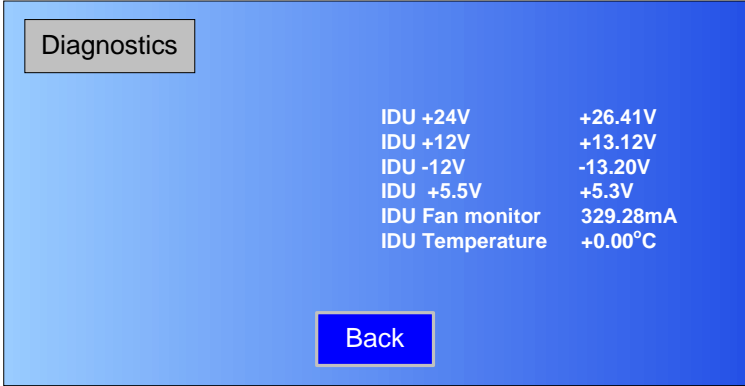 Diagnostics
IDU +24V +26.41V
IDU +12V +13.12V
IDU -12V -13.20V
IDU +5.5V +5.3V
IDU Fan monitor 329.28mA
IDU Temperature +0.00°C
Back